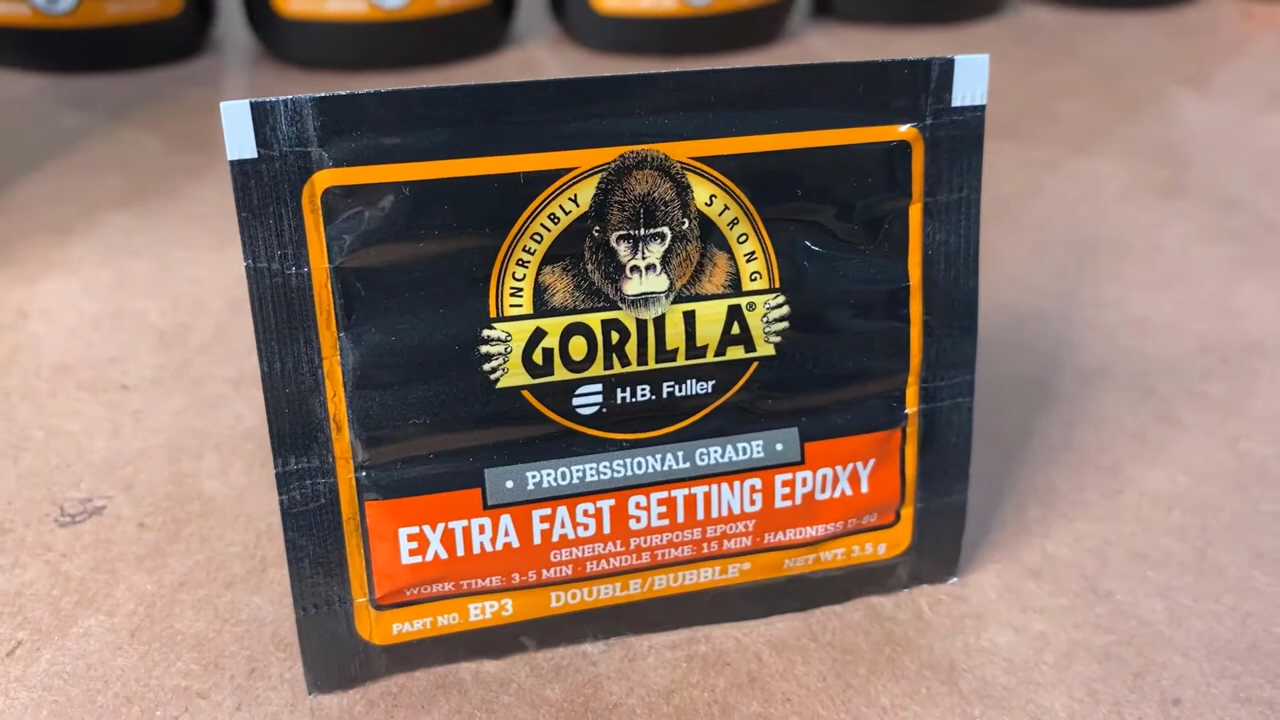 INCREDIBLY STRONG
GORILLA®
H.B. Fuller
• PROFESSIONAL GRADE •
EXTRA FAST SETTING EPOXY
GENERAL PURPOSE EPOXY
WORK TIME: 3-5 MIN · HANDLE TIME: 15 MIN · HARDNESS D-80
PART NO. EP3 DOUBLE/BUBBLE® NET WT. 3.5 g